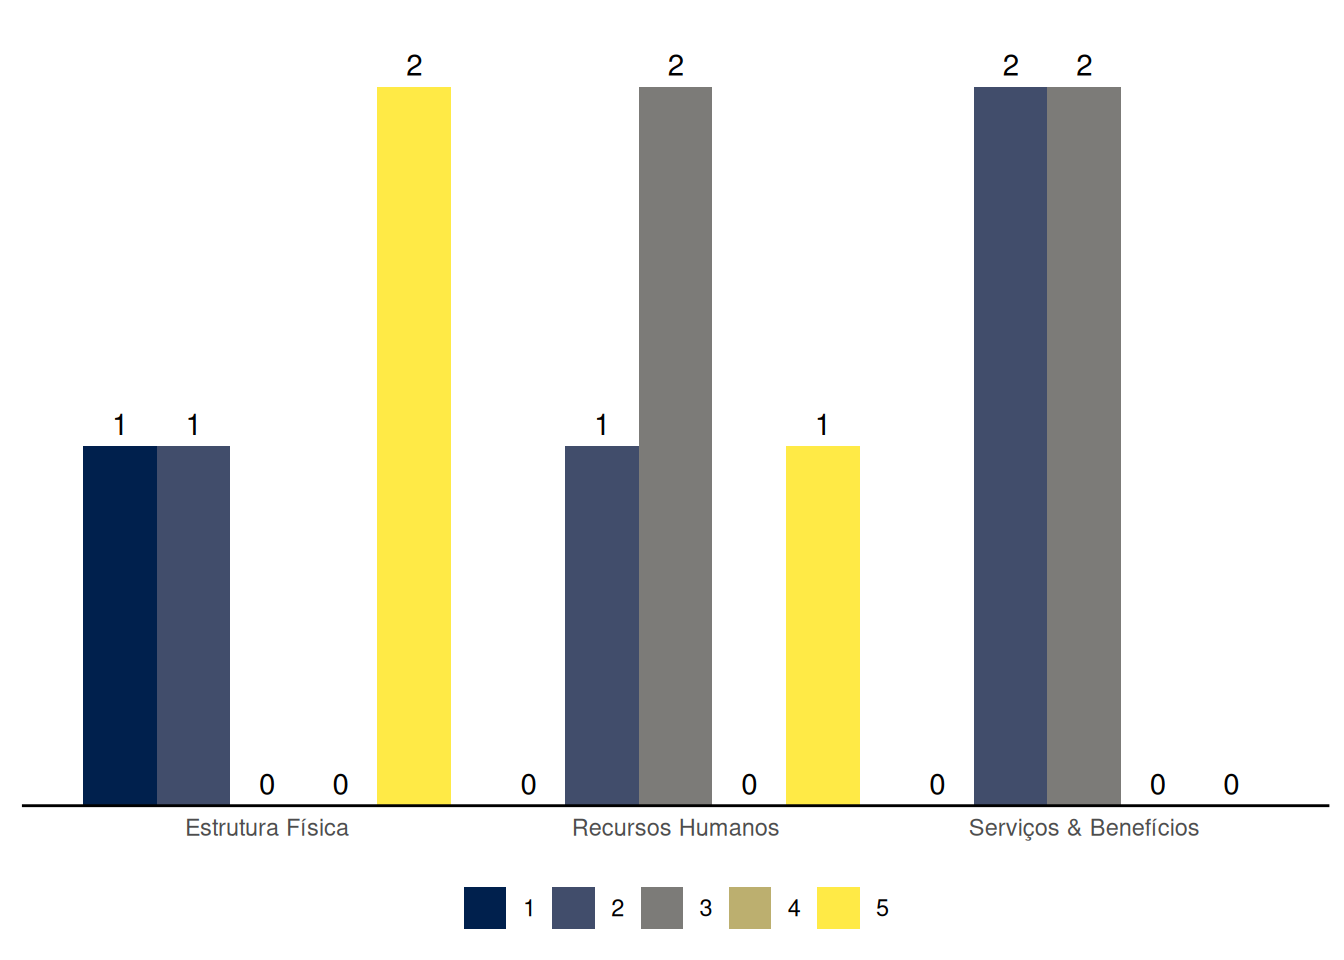 2 2 2 2
1 1 1 1
0 0 0 0 0 0 0
Estrutura Física Recursos Humanos Serviços & Benefícios
1 2 3 4 5